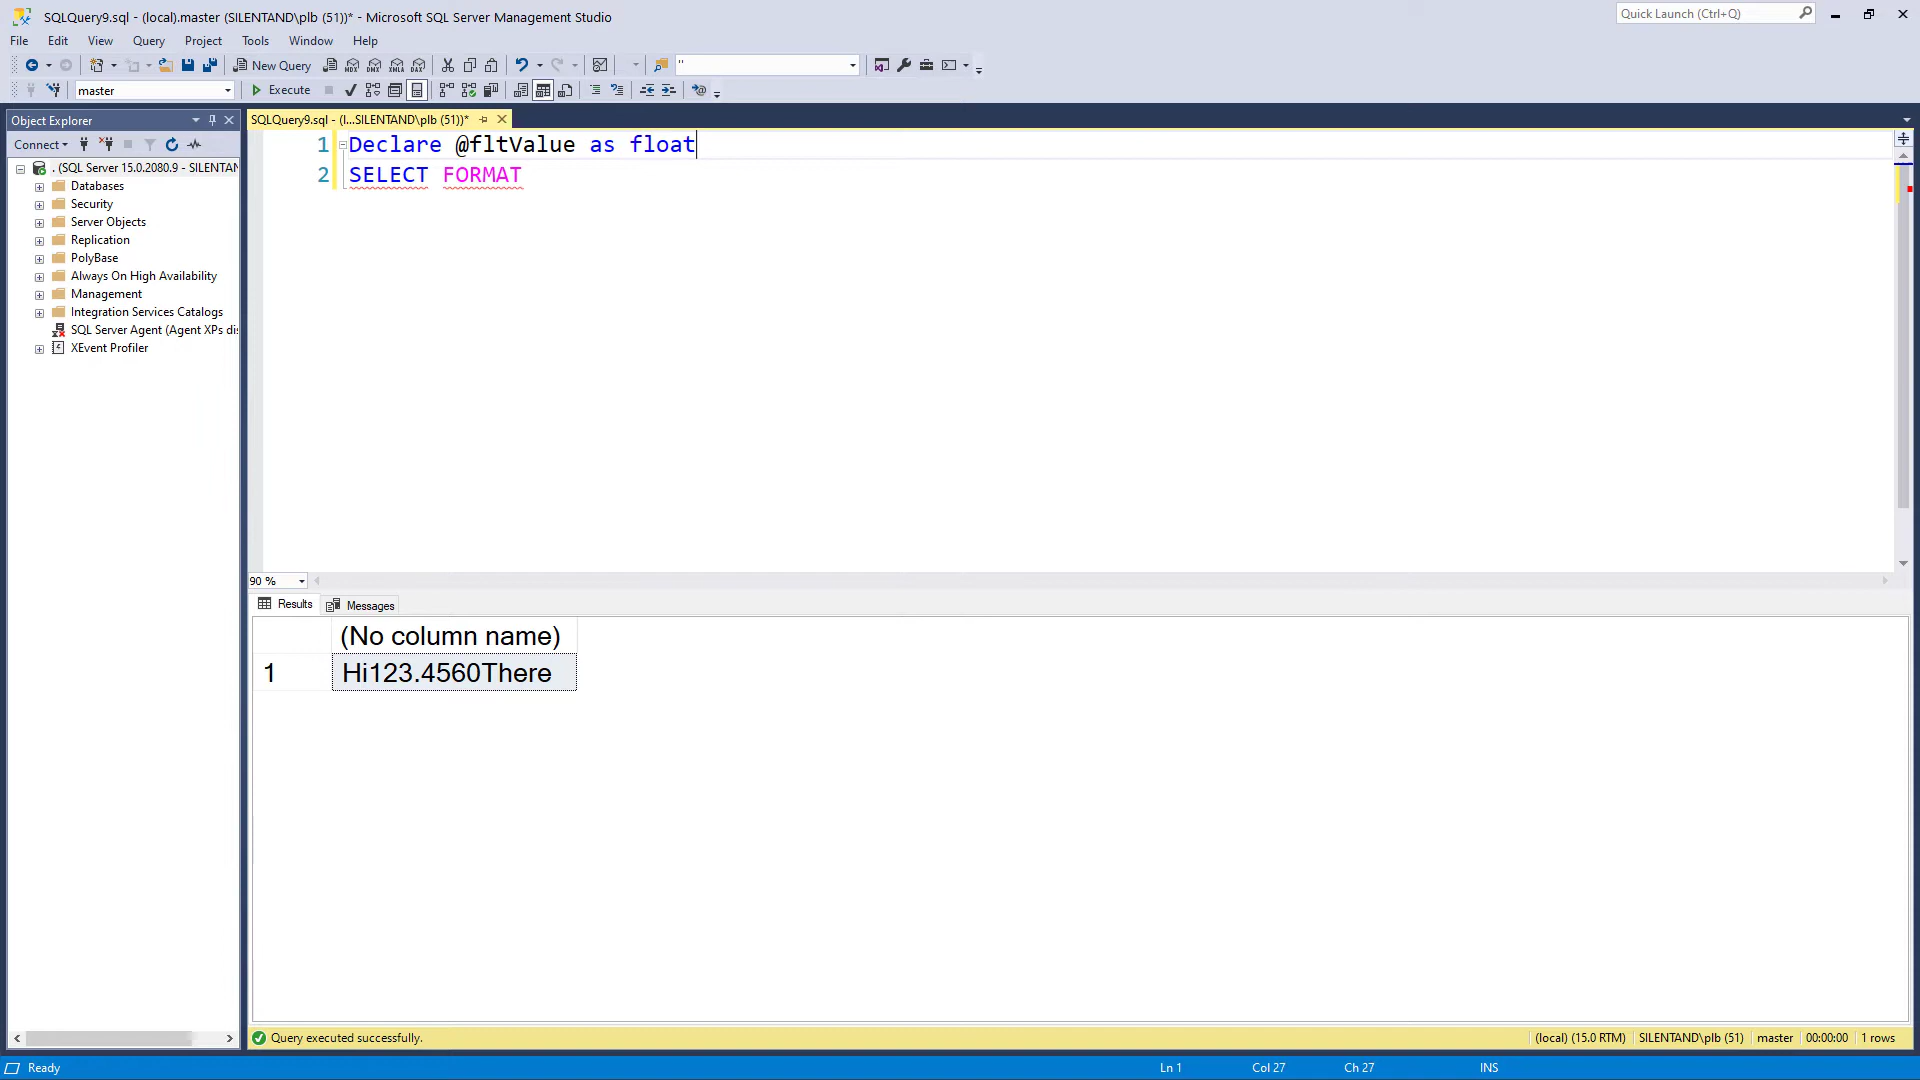 SQLQuery9.sql - (local).master (SILENTAND\plb (51))* - Microsoft SQL Server Management Studio
Quick Launch (Ctrl+Q)
File Edit View Query Project Tools Window Help
New Query MDX DMX XMLA DAX "
master Execute
Object Explorer
SQLQuery9.sql - (l...SILENTAND\plb (51))*
Connect
. (SQL Server 15.0.2080.9 - SILENTAN
Databases
Security
Server Objects
Replication
PolyBase
Always On High Availability
Management
Integration Services Catalogs
SQL Server Agent (Agent XPs dis
XEvent Profiler
1 Declare @fltValue as float
2 SELECT FORMAT
90 %
Results Messages
(No column name)
1 Hi123.4560There
Query executed successfully. (local) (15.0 RTM) SILENTAND\plb (51) master 00:00:00 1 rows
Ready Ln 1 Col 27 Ch 27 INS